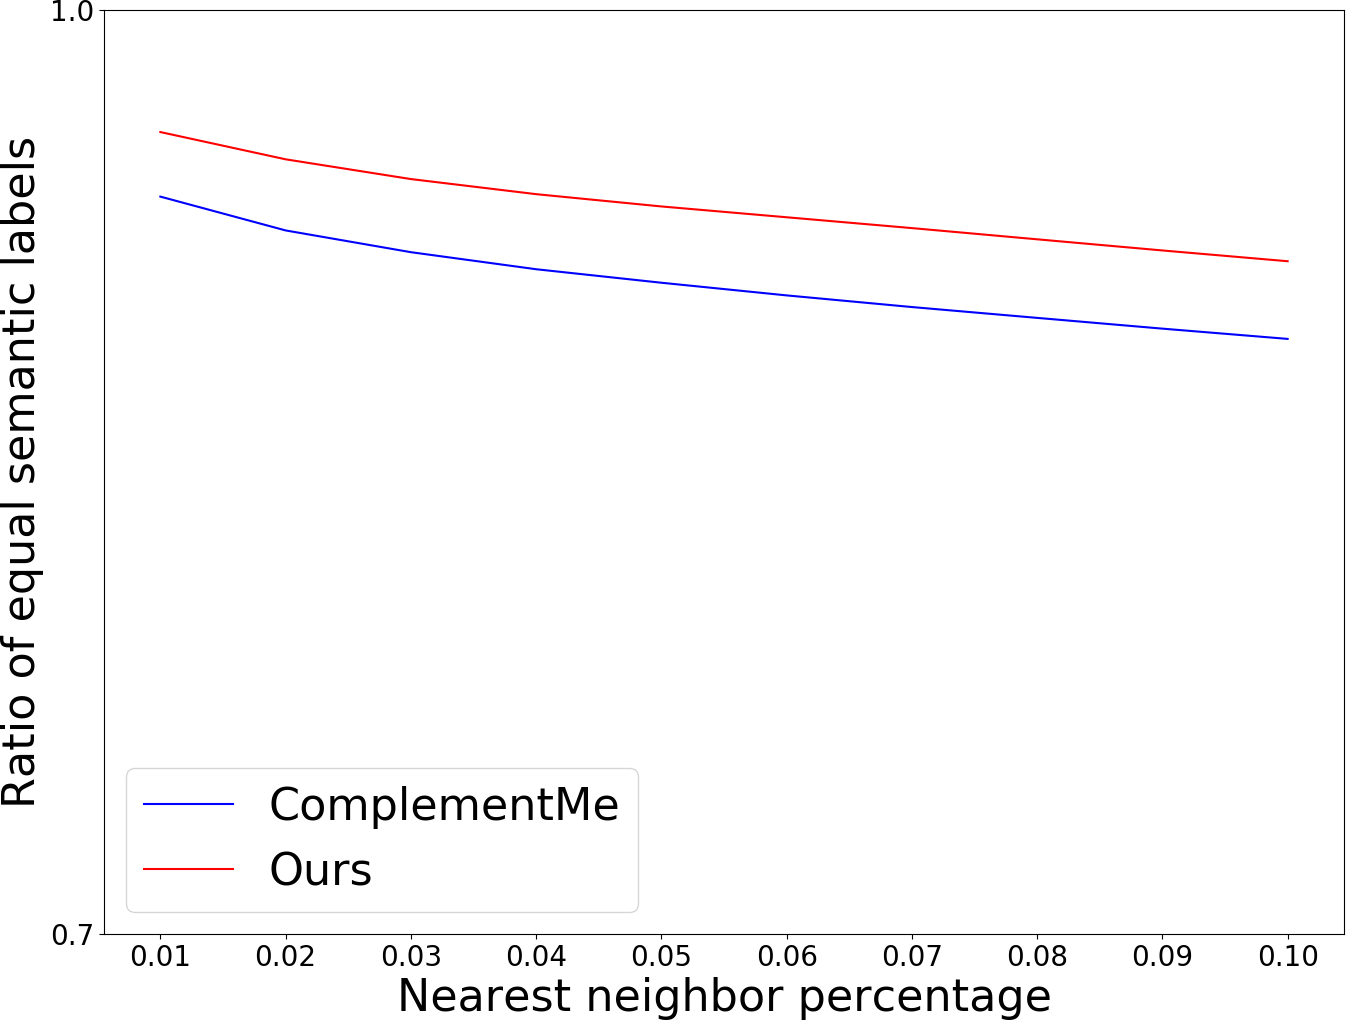 1.0
Ratio of equal semantic labels
ComplementMe
Ours
0.7
0.01 0.02 0.03 0.04 0.05 0.06 0.07 0.08 0.09 0.10
Nearest neighbor percentage